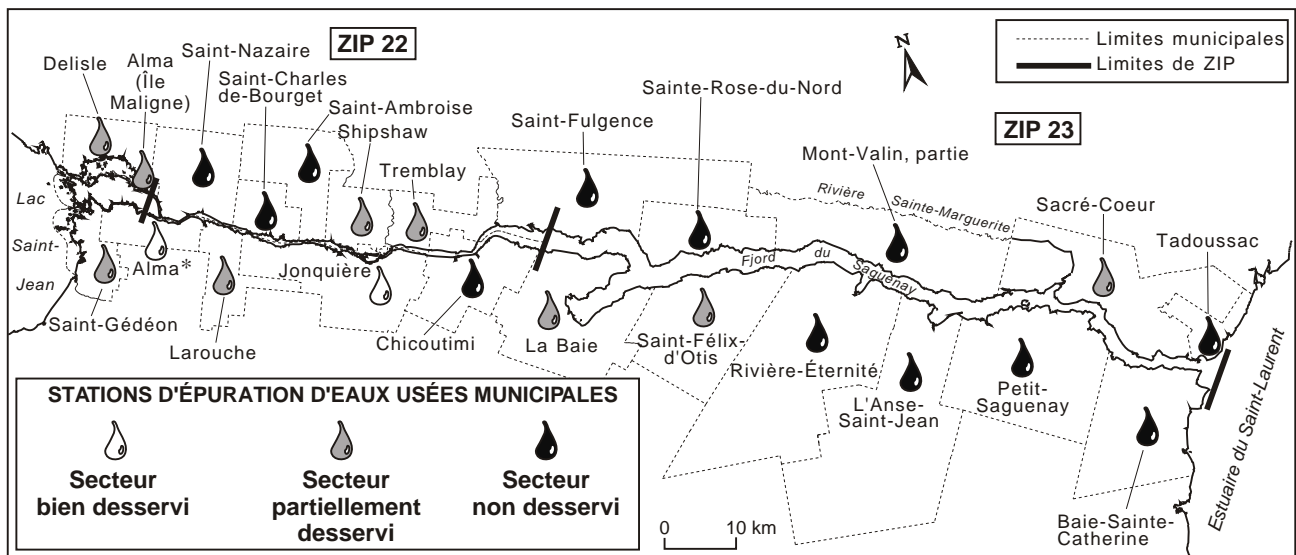 ZIP 22
ZIP 23
N
Limites municipales
Limites de ZIP
Delisle
Alma
(Île
Maligne)
Saint-Nazaire
Saint-Charles
de-Bourget
Saint-Ambroise
Shipshaw
Tremblay
Saint-Fulgence
Sainte-Rose-du-Nord
Mont-Valin, partie
Rivière Sainte-Marguerite
Sacré-Coeur
Tadoussac
Lac
Saint-
Jean
Alma*
Jonquière
Fjord du Saguenay
Saint-Gédéon
Larouche
Chicoutimi
La Baie
Saint-Félix-
d'Otis
Rivière-Éternité
L'Anse-
Saint-Jean
Petit-
Saguenay
Baie-Sainte-
Catherine
Estuaire du Saint-Laurent
STATIONS D'ÉPURATION D'EAUX USÉES MUNICIPALES
Secteur
bien desservi
Secteur
partiellement
desservi
Secteur
non desservi
0 10 km